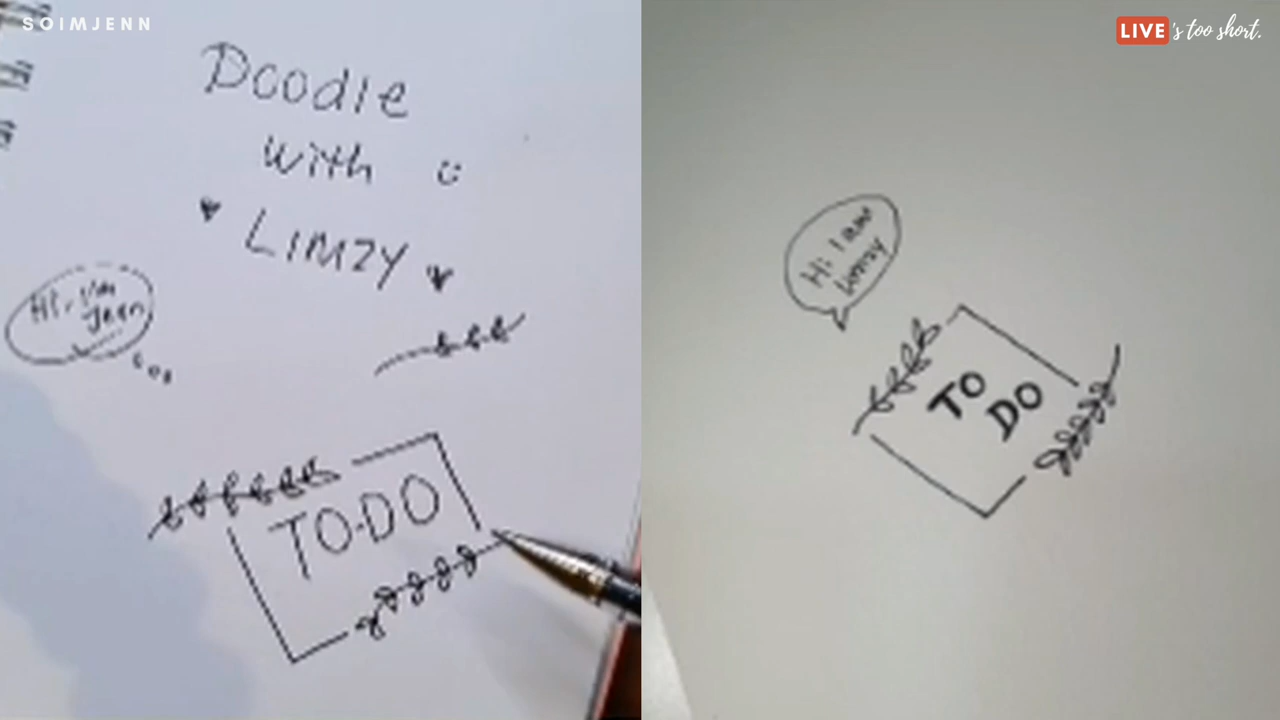 SOIMJENN
LIVE's too short.
Doodle
with
LIMZY
Hi, I'm
Jenn
TO-DO
Hi I am
Limzy
TO
DO